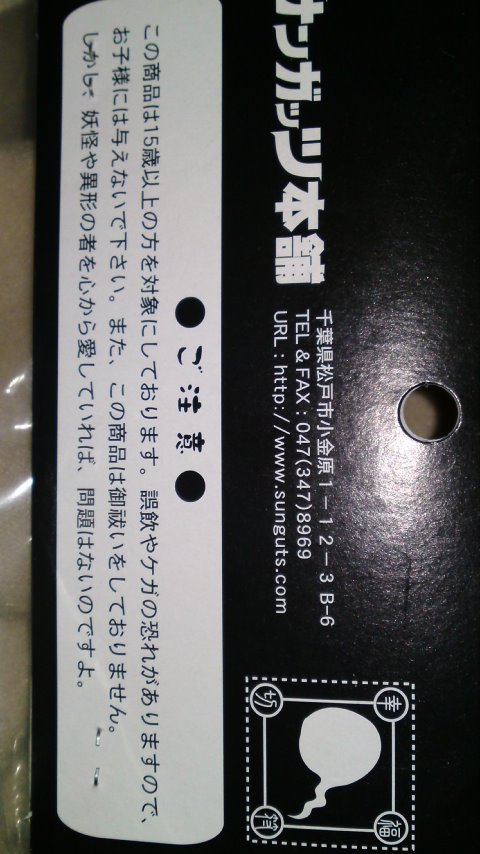 ナンガッツ本舗
千葉県松戸市小金原1-12-3 B-6
TEL & FAX : 047(347)8969
URL : http://www.sunguts.com
幸
福
切
●ご注意●
この商品は15歳以上の方を対象にしております。誤飲やケガの恐れがありますので、
お子様には与えないで下さい。また、この商品は御祓いをしておりません。
しかし、妖怪や異形の者を心から愛していれば、問題はないのですよ。